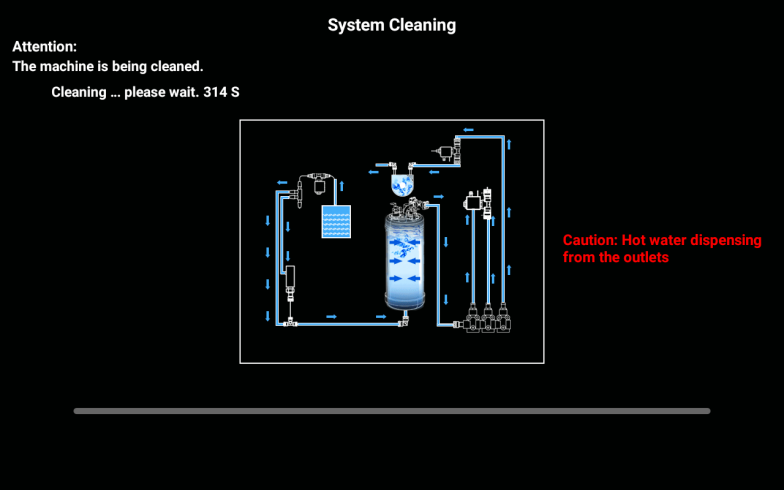 System Cleaning
Attention:
The machine is being cleaned.
Cleaning ... please wait. 314 S
Caution: Hot water dispensing
from the outlets